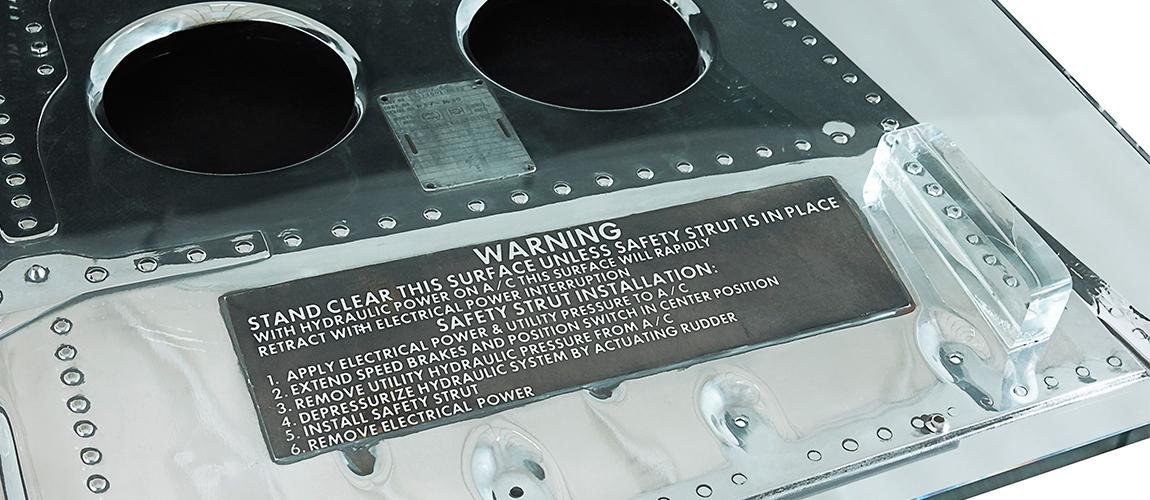 WARNING
STAND CLEAR THIS SURFACE UNLESS SAFETY STRUT IS IN PLACE
WITH HYDRAULIC POWER ON A/C THIS SURFACE WILL RAPIDLY
RETRACT WITH ELECTRICAL POWER INTERRUPTION
SAFETY STRUT INSTALLATION:
1. APPLY ELECTRICAL POWER & UTILITY PRESSURE TO A/C
2. EXTEND SPEED BRAKES AND POSITION SWITCH IN CENTER POSITION
3. REMOVE UTILITY HYDRAULIC PRESSURE FROM A/C
4. DEPRESSURIZE HYDRAULIC SYSTEM BY ACTUATING RUDDER
5. INSTALL SAFETY STRUT
6. REMOVE ELECTRICAL POWER